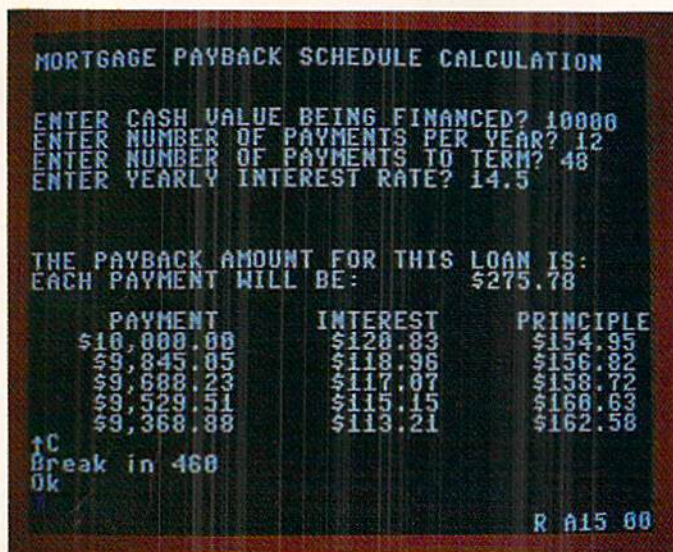 MORTGAGE PAYBACK SCHEDULE CALCULATION
ENTER CASH VALUE BEING FINANCED? 10000
ENTER NUMBER OF PAYMENTS PER YEAR? 12
ENTER NUMBER OF PAYMENTS TO TERM? 48
ENTER YEARLY INTEREST RATE? 14.5
THE PAYBACK AMOUNT FOR THIS LOAN IS:
EACH PAYMENT WILL BE: $275.78
PAYMENT INTEREST PRINCIPLE
$10,000.00 $120.83 $154.95
$9,845.05 $118.96 $156.82
$9,688.23 $117.07 $158.72
$9,529.51 $115.15 $160.63
$9,368.88 $113.21 $162.58
↑C
Break in 460
Ok
R A15 00